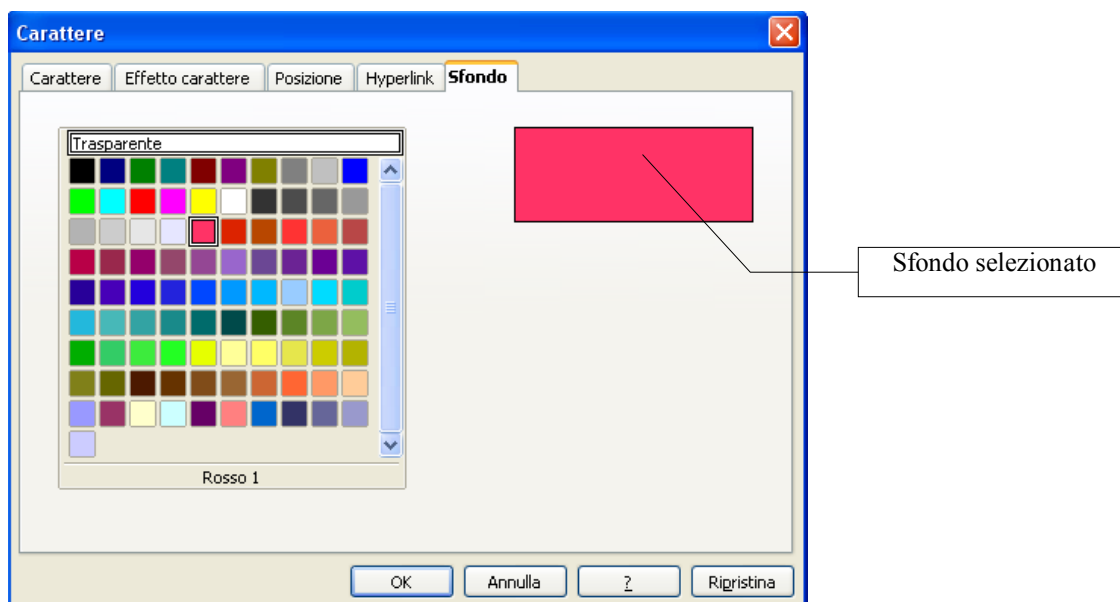 Carattere
Carattere Effetto carattere Posizione Hyperlink Sfondo
Trasparente
Sfondo selezionato
Rosso 1
OK Annulla ? Ripristina